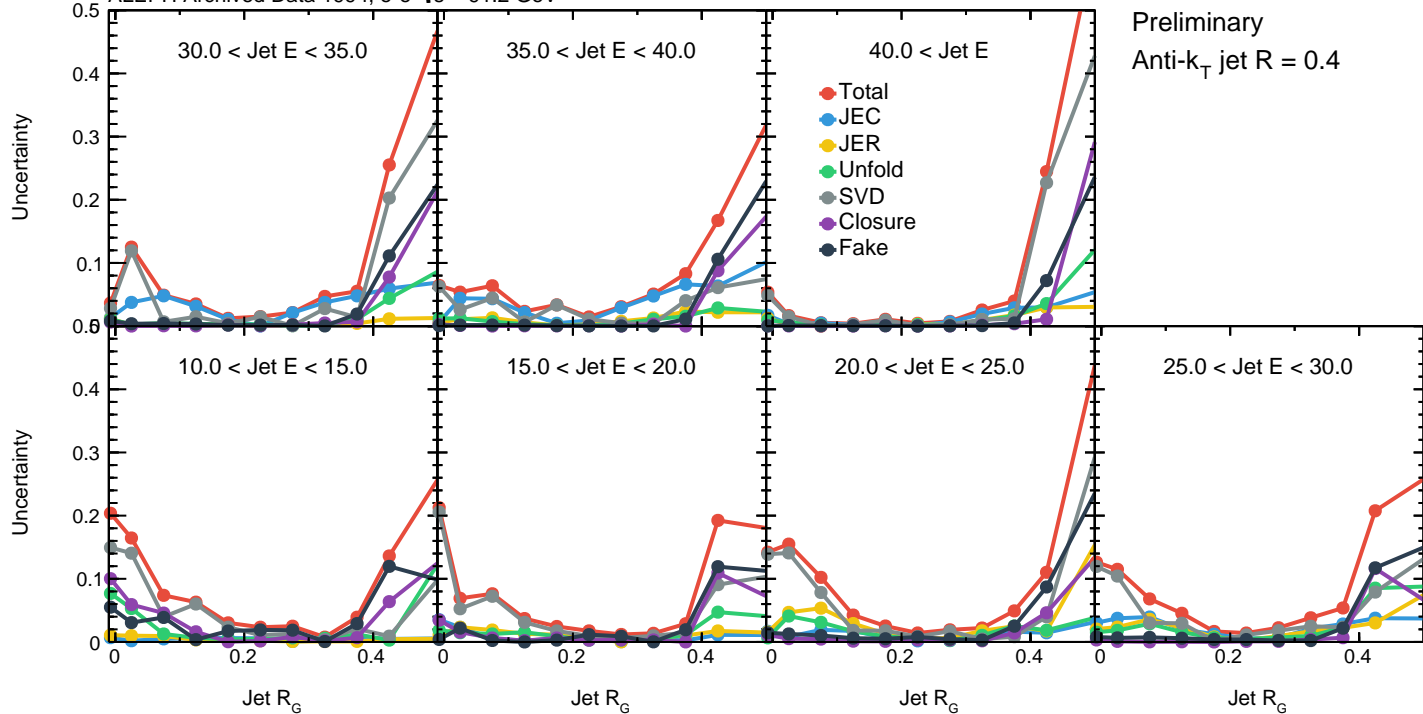 Preliminary
Anti-k_T jet R = 0.4
30.0 < Jet E < 35.0
35.0 < Jet E < 40.0
40.0 < Jet E
Total
JEC
JER
Unfold
SVD
Closure
Fake
Uncertainty
0.5
0.4
0.3
0.2
0.1
10.0 < Jet E < 15.0
15.0 < Jet E < 20.0
20.0 < Jet E < 25.0
25.0 < Jet E < 30.0
Uncertainty
0.4
0.3
0.2
0.1
0
0 0.2 0.4
0.2 0.4
0 0.2 0.4
0 0.2 0.4
Jet R_G
Jet R_G
Jet R_G
Jet R_G